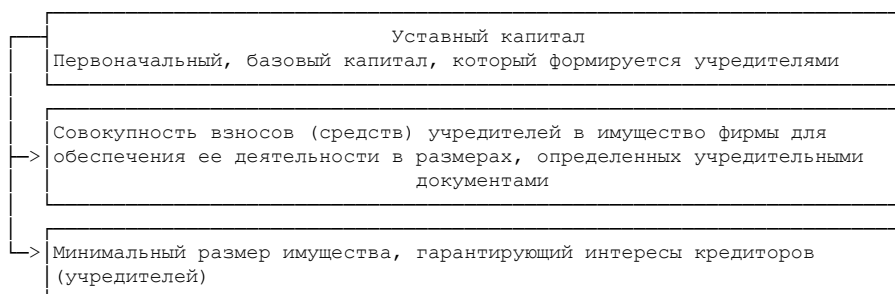 Уставный капитал
Первоначальный, базовый капитал, который формируется учредителями
Совокупность взносов (средств) учредителей в имущество фирмы для
обеспечения ее деятельности в размерах, определенных учредительными
документами
Минимальный размер имущества, гарантирующий интересы кредиторов
(учредителей)